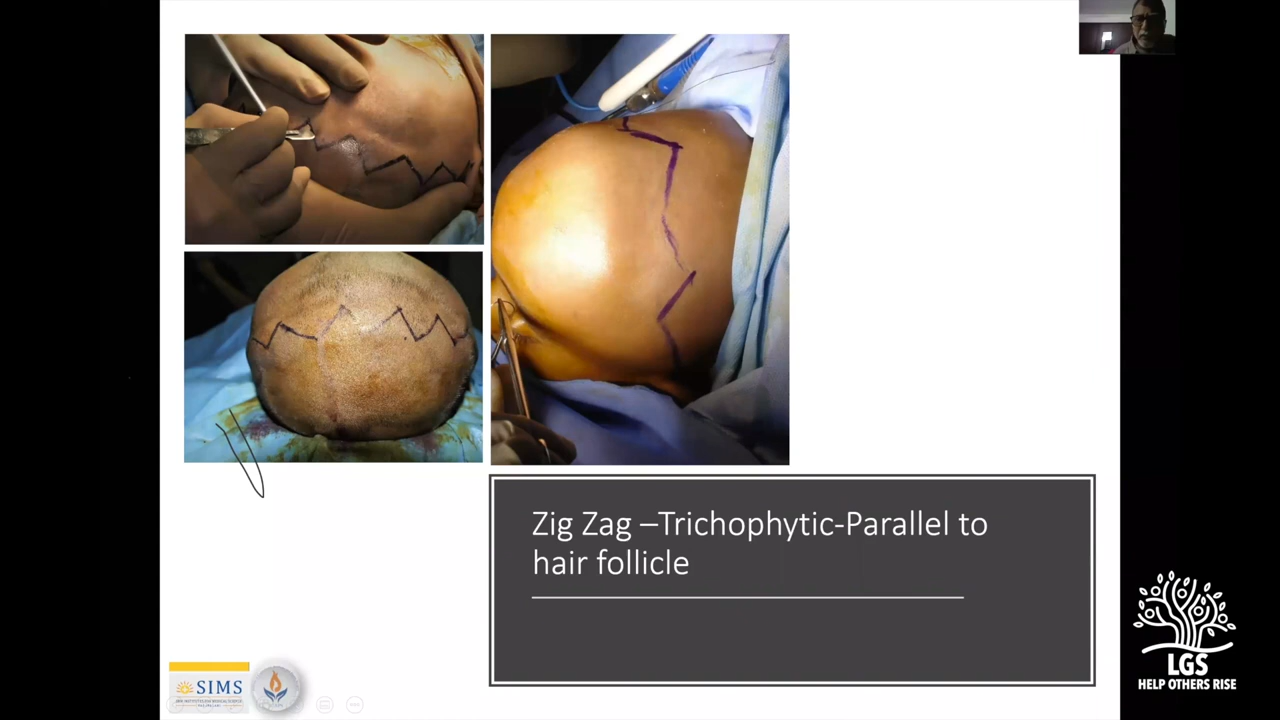 Zig Zag –Trichophytic-Parallel to
hair follicle
SIMS
LGS
HELP OTHERS RISE